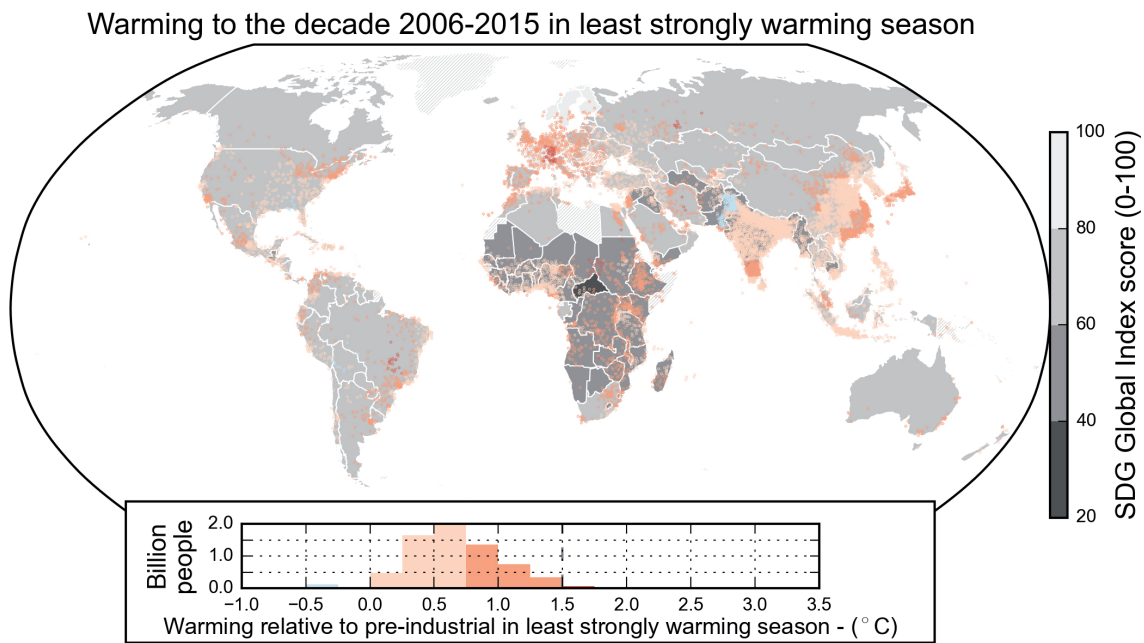 Warming to the decade 2006-2015 in least strongly warming season
100
80
60
40
20
SDG Global Index score (0-100)
Billion
people
2.0
1.0
0.0
−1.0 −0.5 0.0 0.5 1.0 1.5 2.0 2.5 3.0 3.5
Warming relative to pre-industrial in least strongly warming season - (°C)